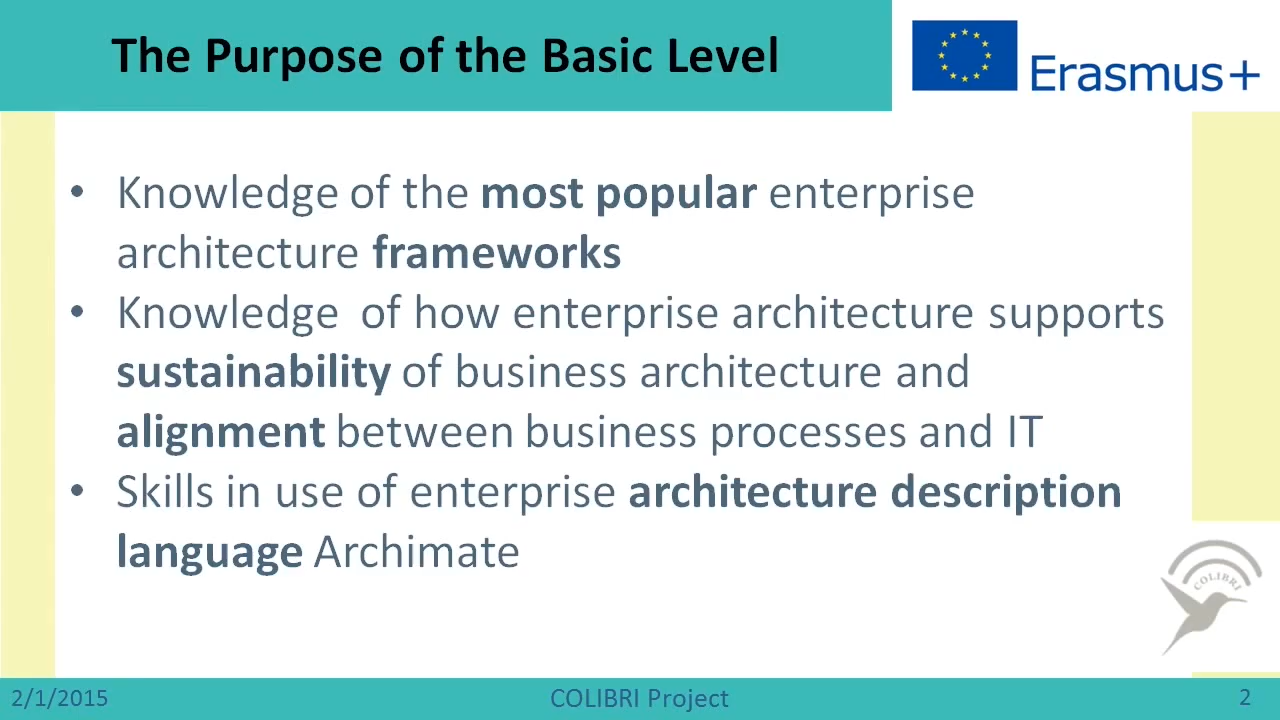 The Purpose of the Basic Level
Erasmus+
• Knowledge of the most popular enterprise
architecture frameworks
• Knowledge of how enterprise architecture supports
sustainability of business architecture and
alignment between business processes and IT
• Skills in use of enterprise architecture description
language Archimate
COLIBRI
2/1/2015
COLIBRI Project
2